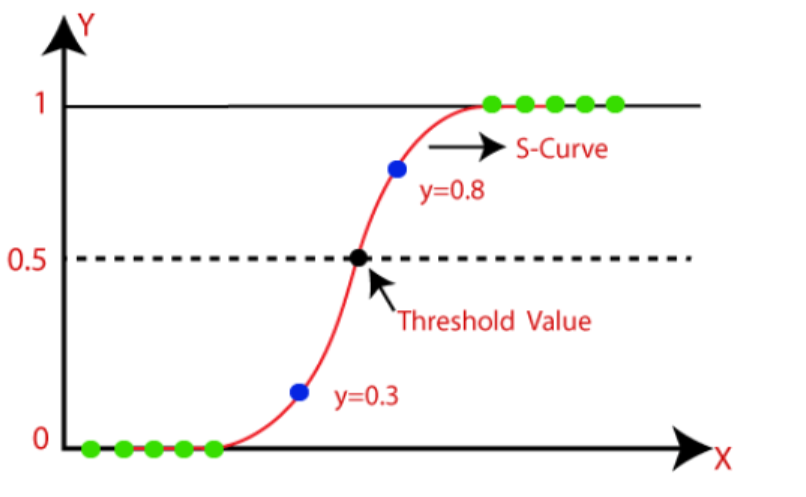 Y
1
S-Curve
y=0.8
0.5
Threshold Value
y=0.3
0
X